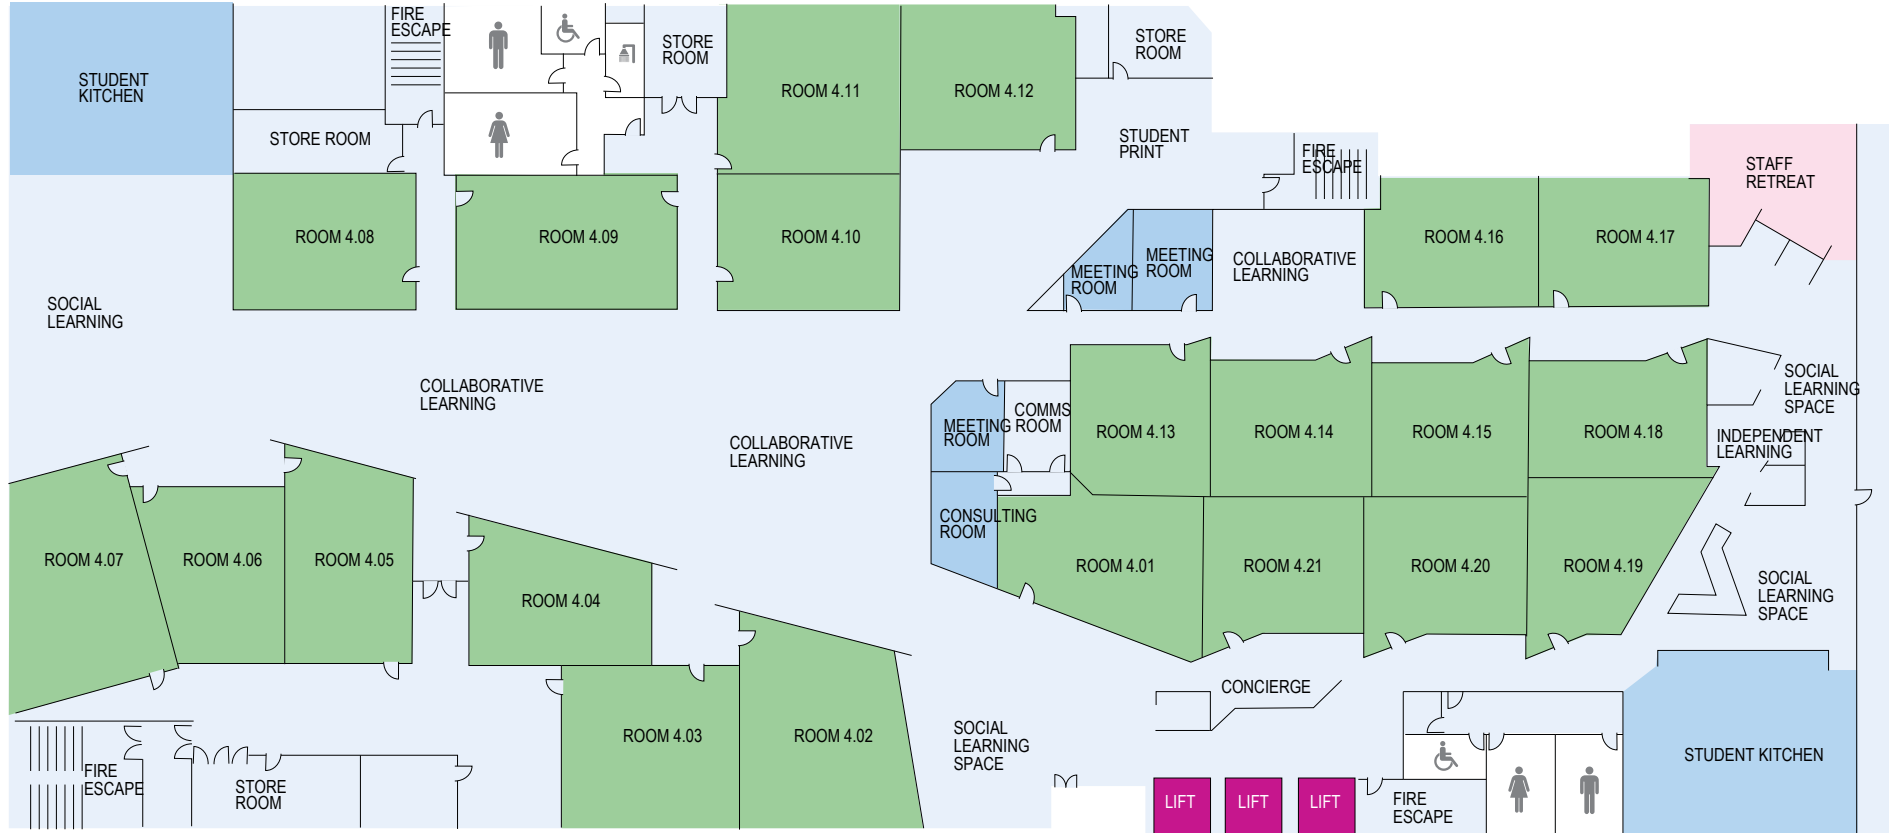 FIRE
ESCAPE
STUDENT
KITCHEN
STORE
ROOM
ROOM 4.11
ROOM 4.12
STORE
ROOM
STORE ROOM
STUDENT
PRINT
FIRE
ESCAPE
STAFF
RETREAT
ROOM 4.08
ROOM 4.09
ROOM 4.10
MEETING
ROOM
MEETING
ROOM
COLLABORATIVE
LEARNING
ROOM 4.16
ROOM 4.17
SOCIAL
LEARNING
COLLABORATIVE
LEARNING
COLLABORATIVE
LEARNING
MEETING
ROOM
COMMS
ROOM
ROOM 4.13
ROOM 4.14
ROOM 4.15
ROOM 4.18
SOCIAL
LEARNING
SPACE
INDEPENDENT
LEARNING
CONSULTING
ROOM
ROOM 4.07
ROOM 4.06
ROOM 4.05
ROOM 4.04
ROOM 4.01
ROOM 4.21
ROOM 4.20
ROOM 4.19
SOCIAL
LEARNING
SPACE
CONCIERGE
ROOM 4.03
ROOM 4.02
SOCIAL
LEARNING
SPACE
STUDENT KITCHEN
FIRE
ESCAPE
STORE
ROOM
LIFT
LIFT
LIFT
FIRE
ESCAPE